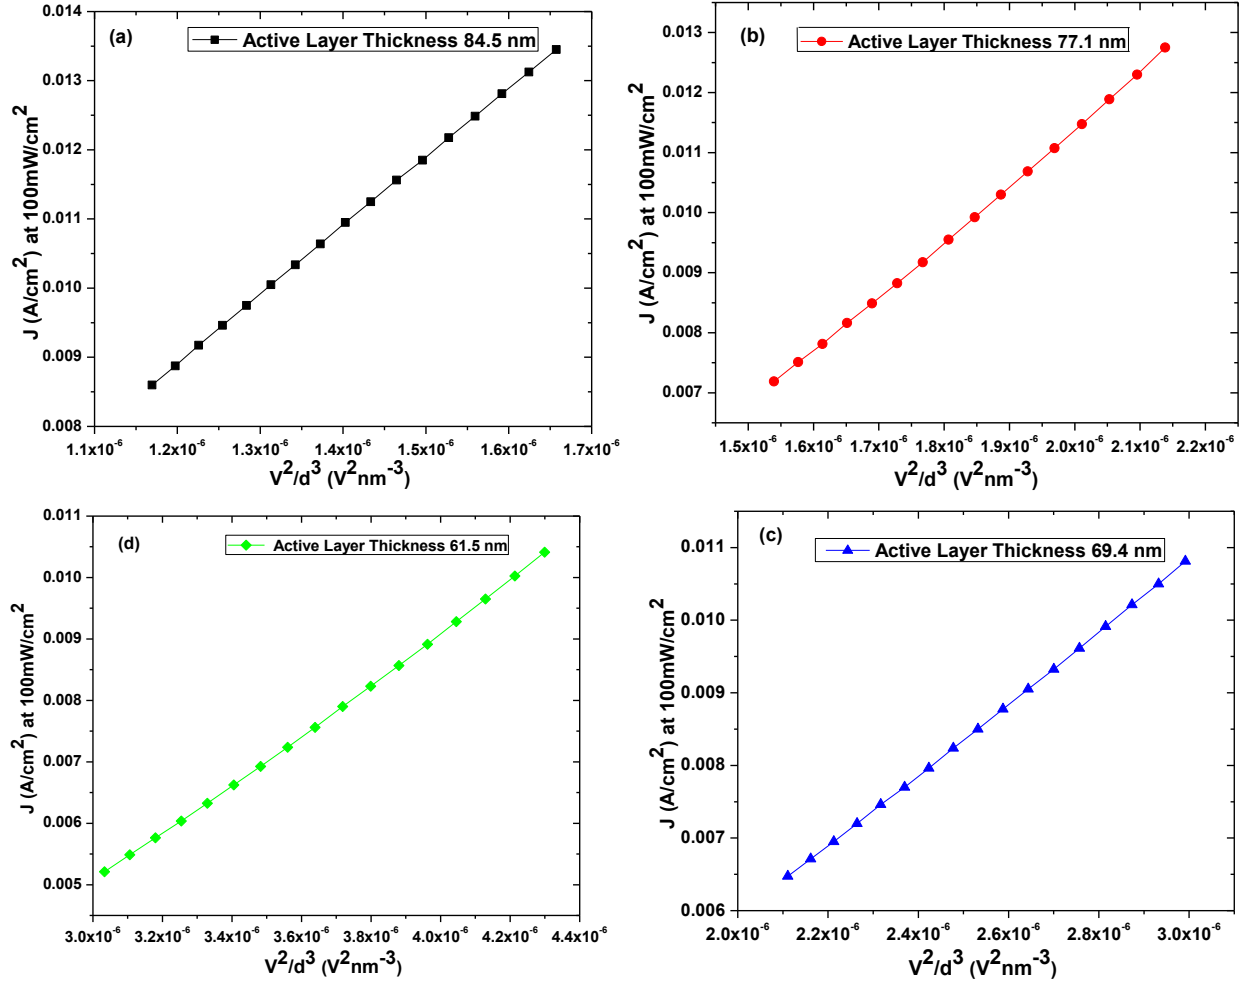 (a)
Active Layer Thickness 84.5 nm
J (A/cm²) at 100mW/cm²
0.014
0.013
0.012
0.011
0.010
0.009
0.008
1.1x10⁻⁶ 1.2x10⁻⁶ 1.3x10⁻⁶ 1.4x10⁻⁶ 1.5x10⁻⁶ 1.6x10⁻⁶ 1.7x10⁻⁶
V²/d³ (V²nm⁻³)
(b)
Active Layer Thickness 77.1 nm
J (A/cm²) at 100mW/cm²
0.013
0.012
0.011
0.010
0.009
0.008
0.007
1.5x10⁻⁶ 1.6x10⁻⁶ 1.7x10⁻⁶ 1.8x10⁻⁶ 1.9x10⁻⁶ 2.0x10⁻⁶ 2.1x10⁻⁶ 2.2x10⁻⁶
V²/d³ (V²nm⁻³)
(d)
Active Layer Thickness 61.5 nm
J (A/cm²) at 100mW/cm²
0.011
0.010
0.009
0.008
0.007
0.006
0.005
3.0x10⁻⁶ 3.2x10⁻⁶ 3.4x10⁻⁶ 3.6x10⁻⁶ 3.8x10⁻⁶ 4.0x10⁻⁶ 4.2x10⁻⁶ 4.4x10⁻⁶
V²/d³ (V²nm⁻³)
(c)
Active Layer Thickness 69.4 nm
J (A/cm²) at 100mW/cm²
0.011
0.010
0.009
0.008
0.007
0.006
2.0x10⁻⁶ 2.2x10⁻⁶ 2.4x10⁻⁶ 2.6x10⁻⁶ 2.8x10⁻⁶ 3.0x10⁻⁶
V²/d³ (V²nm⁻³)